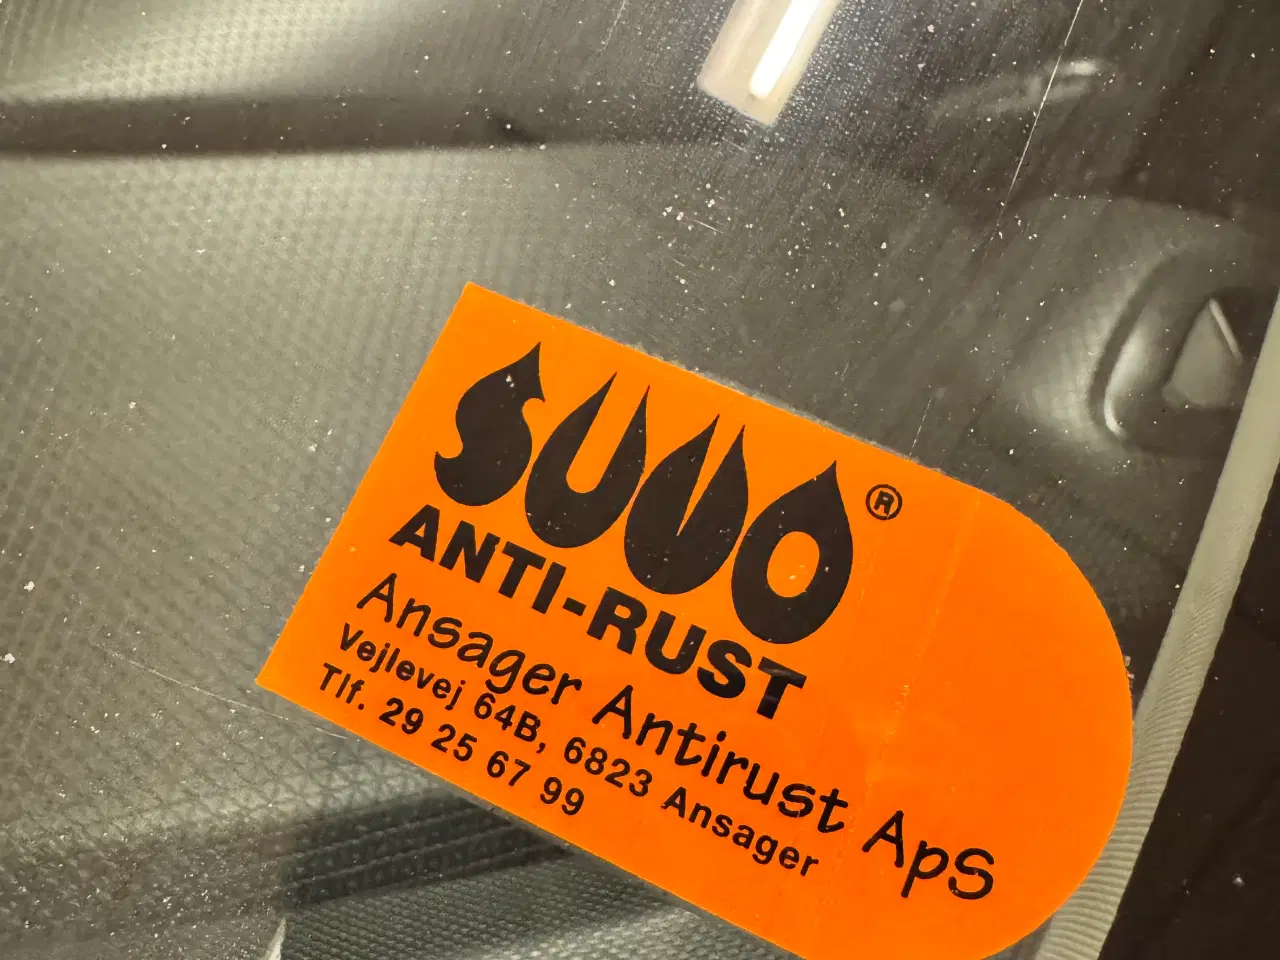 SUVO ®
ANTI-RUST
Ansager Antirust ApS
Vejlevej 64B, 6823 Ansager
Tlf. 29 25 67 99